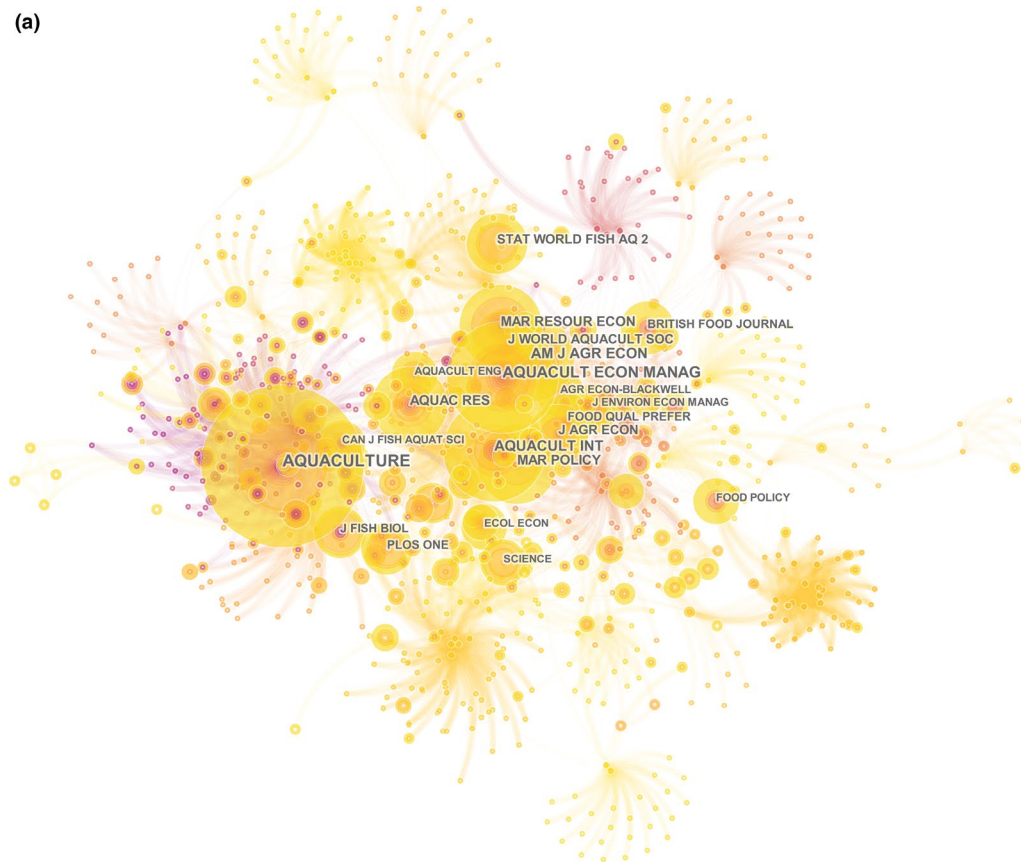 (a)
STAT WORLD FISH AQ 2
MAR RESOUR ECON
BRITISH FOOD JOURNAL
J WORLD AQUACULT SOC
AM J AGR ECON
AQUACULT ENG
AQUACULT ECON MANAG
AGR ECON-BLACKWELL
AQUAC RES
J ENVIRON ECON MANAG
FOOD QUAL PREFER
J AGR ECON
CAN J FISH AQUAT SCI
AQUACULT INT
AQUACULTURE
MAR POLICY
FOOD POLICY
J FISH BIOL
ECOL ECON
PLOS ONE
SCIENCE